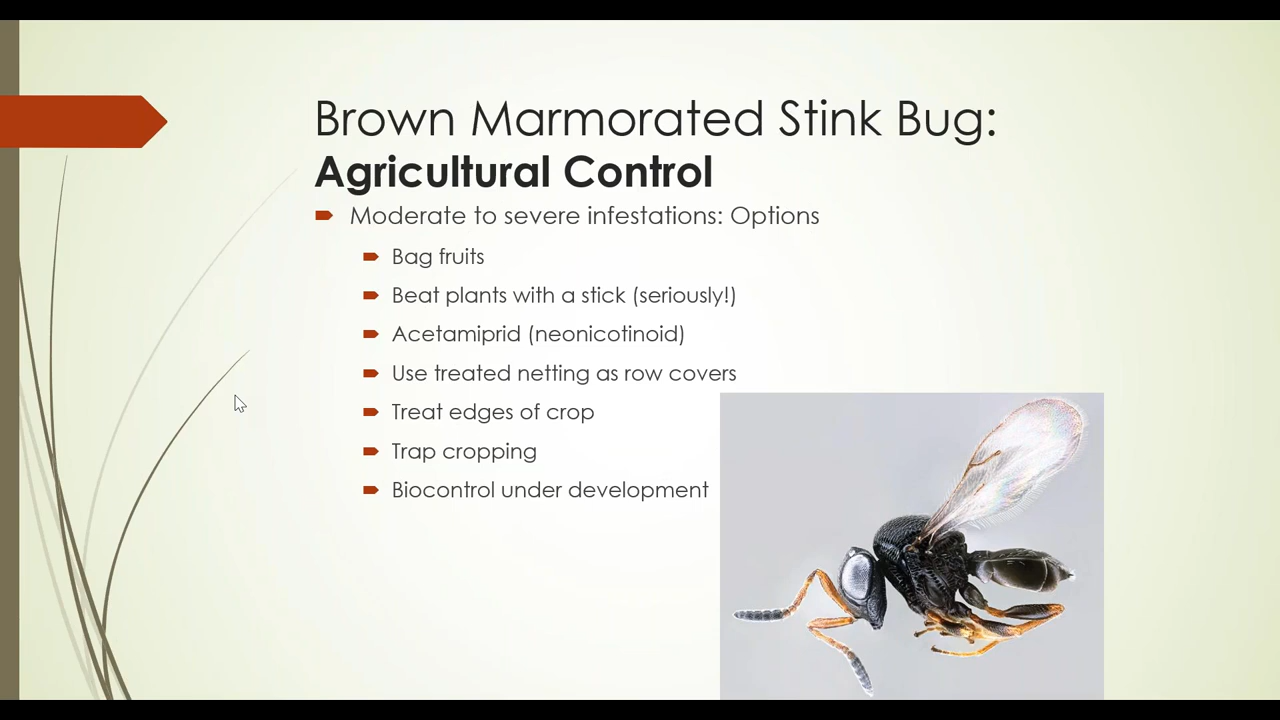 Brown Marmorated Stink Bug:
Agricultural Control
Moderate to severe infestations: Options
Bag fruits
Beat plants with a stick (seriously!)
Acetamiprid (neonicotinoid)
Use treated netting as row covers
Treat edges of crop
Trap cropping
Biocontrol under development